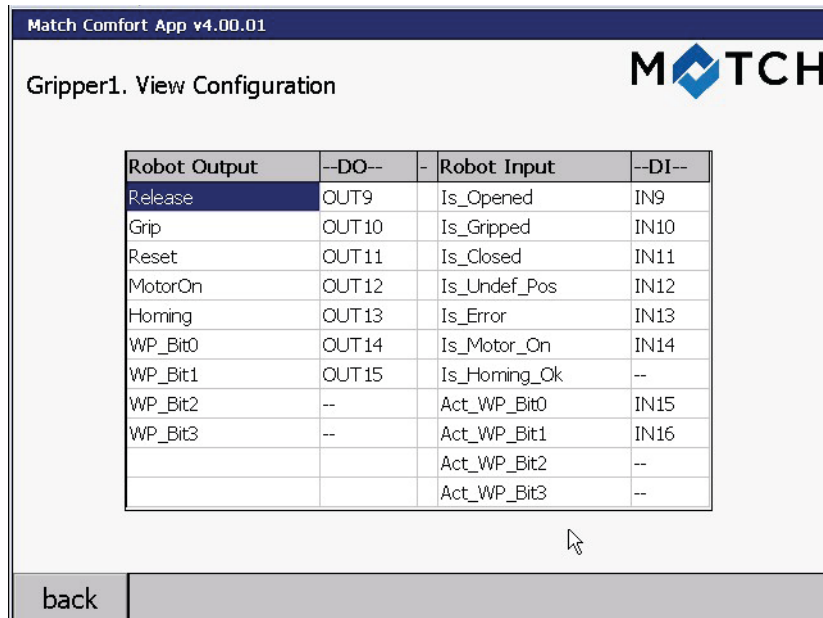 Match Comfort App v4.00.01
MATCH
Gripper1. View Configuration
Robot Output --DO-- - Robot Input --DI--
Release OUT9 Is_Opened IN9
Grip OUT10 Is_Gripped IN10
Reset OUT11 Is_Closed IN11
MotorOn OUT12 Is_Undef_Pos IN12
Homing OUT13 Is_Error IN13
WP_Bit0 OUT14 Is_Motor_On IN14
WP_Bit1 OUT15 Is_Homing_Ok --
WP_Bit2 -- Act_WP_Bit0 IN15
WP_Bit3 -- Act_WP_Bit1 IN16
Act_WP_Bit2 --
Act_WP_Bit3 --
back